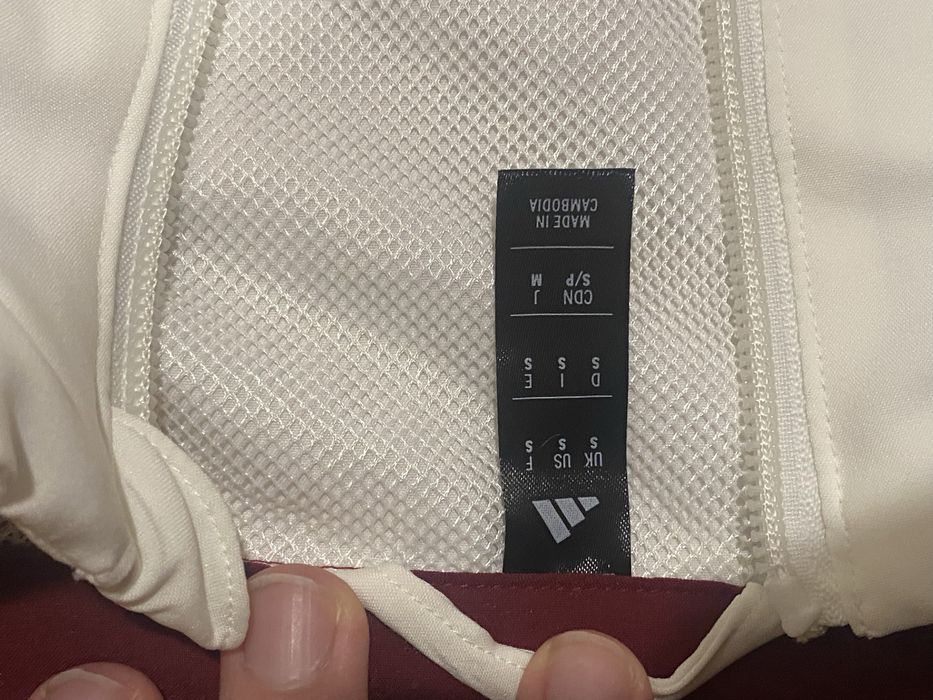 UK US F
S S S
D I E
S S S
CDN J
S/P M
MADE IN
CAMBODIA